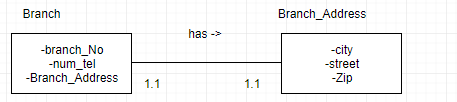 Branch
Branch_Address
has ->
-branch_No
-num_tel
-Branch_Address
-city
-street
-Zip
1.1
1.1